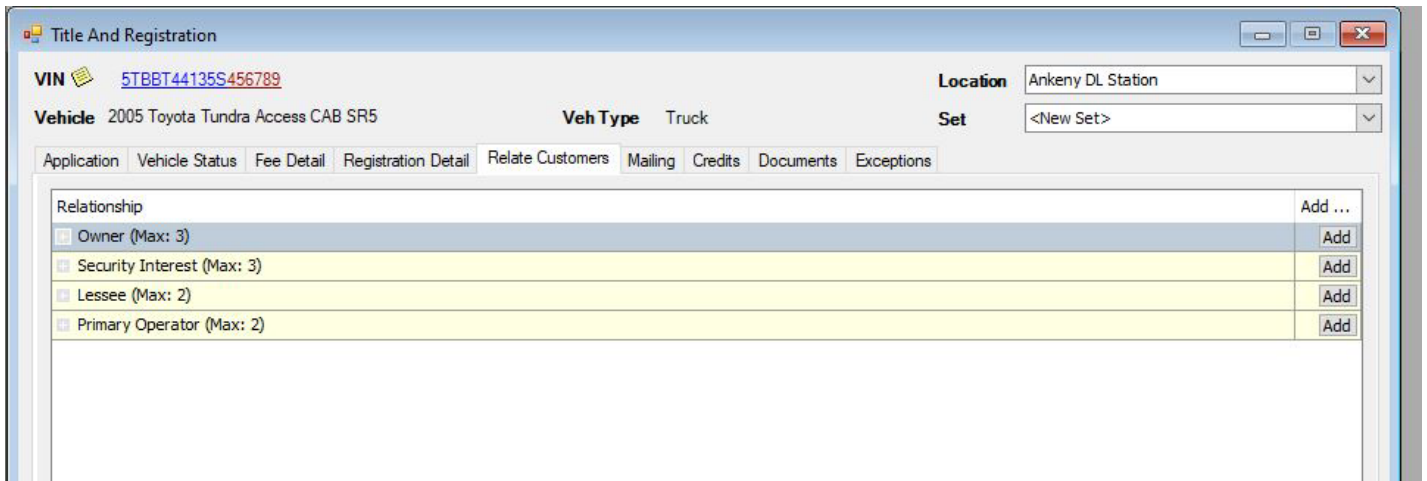 Title And Registration
VIN 5TBBT44135S456789 Location Ankeny DL Station
Vehicle 2005 Toyota Tundra Access CAB SR5 Veh Type Truck Set <New Set>
Application Vehicle Status Fee Detail Registration Detail Relate Customers Mailing Credits Documents Exceptions
Relationship Add ...
Owner (Max: 3) Add
Security Interest (Max: 3) Add
Lessee (Max: 2) Add
Primary Operator (Max: 2) Add